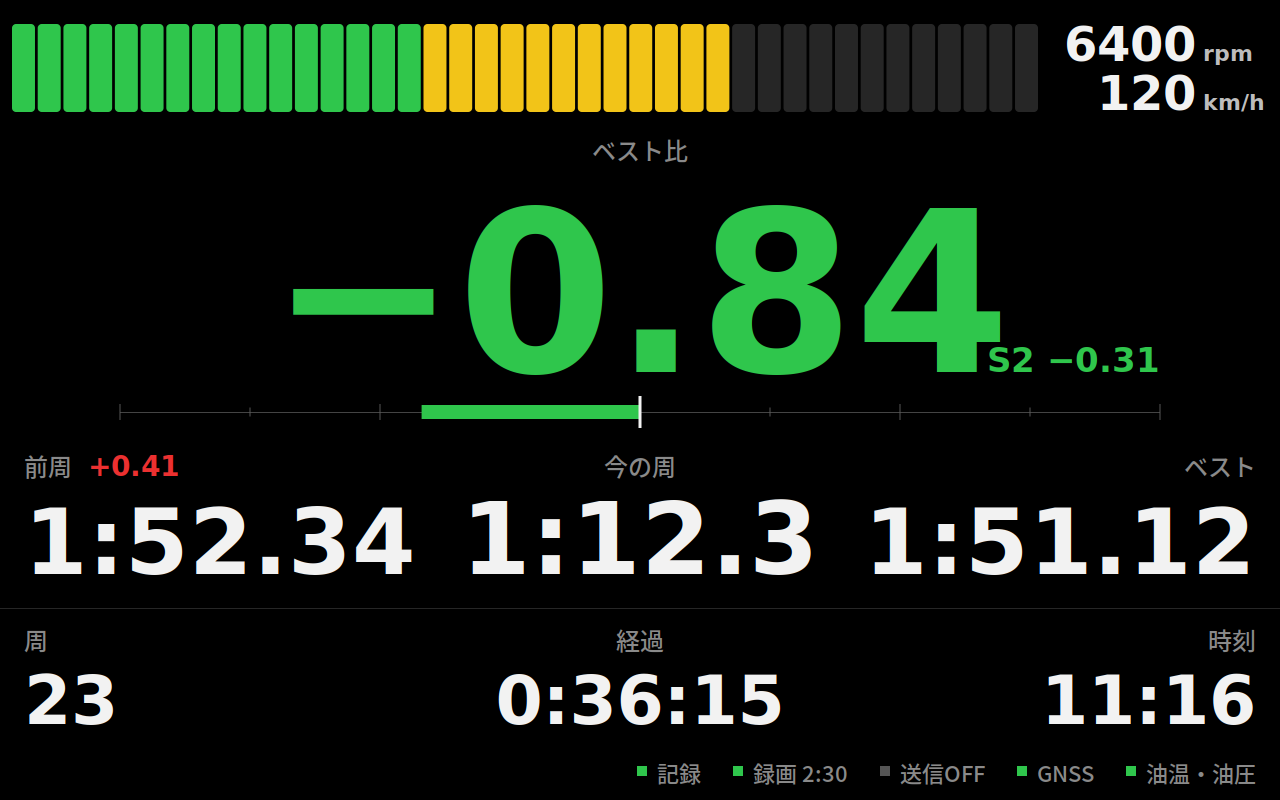 6400 rpm
120 km/h
ベスト比
−0.84
S2 −0.31
前周 +0.41 今の周 ベスト
1:52.34 1:12.3 1:51.12
周 経過 時刻
23 0:36:15 11:16
記録 録画 2:30 送信OFF GNSS 油温・油圧